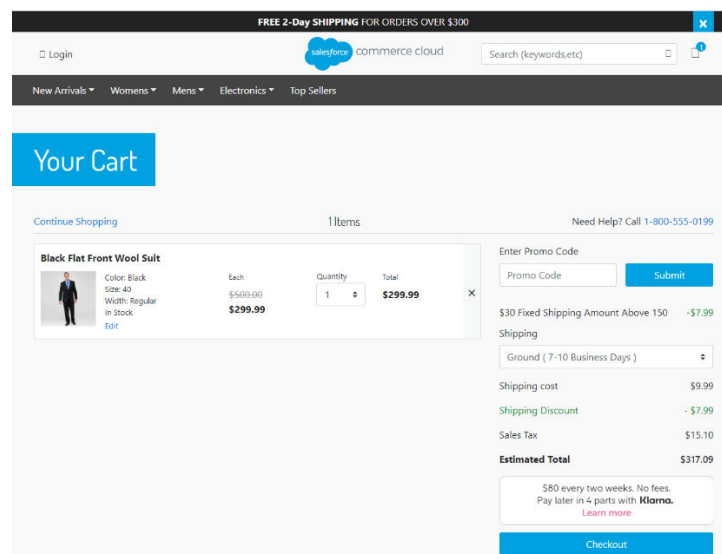 FREE 2-Day SHIPPING FOR ORDERS OVER $300
×
Login
salesforce commerce cloud
Search (keywords,etc)
1
New Arrivals Womens Mens Electronics Top Sellers
Your Cart
Continue Shopping
1 Items
Need Help? Call 1-800-555-0199
Black Flat Front Wool Suit
Color: Black
Size: 40
Width: Regular
In Stock
Edit
Each
$500.00
$299.99
Quantity
1
Total
$299.99
×
Enter Promo Code
Promo Code
Submit
$30 Fixed Shipping Amount Above 150 -$7.99
Shipping
Ground ( 7-10 Business Days )
Shipping cost $9.99
Shipping Discount - $7.99
Sales Tax $15.10
Estimated Total $317.09
$80 every two weeks. No fees.
Pay later in 4 parts with Klarna.
Learn more
Checkout